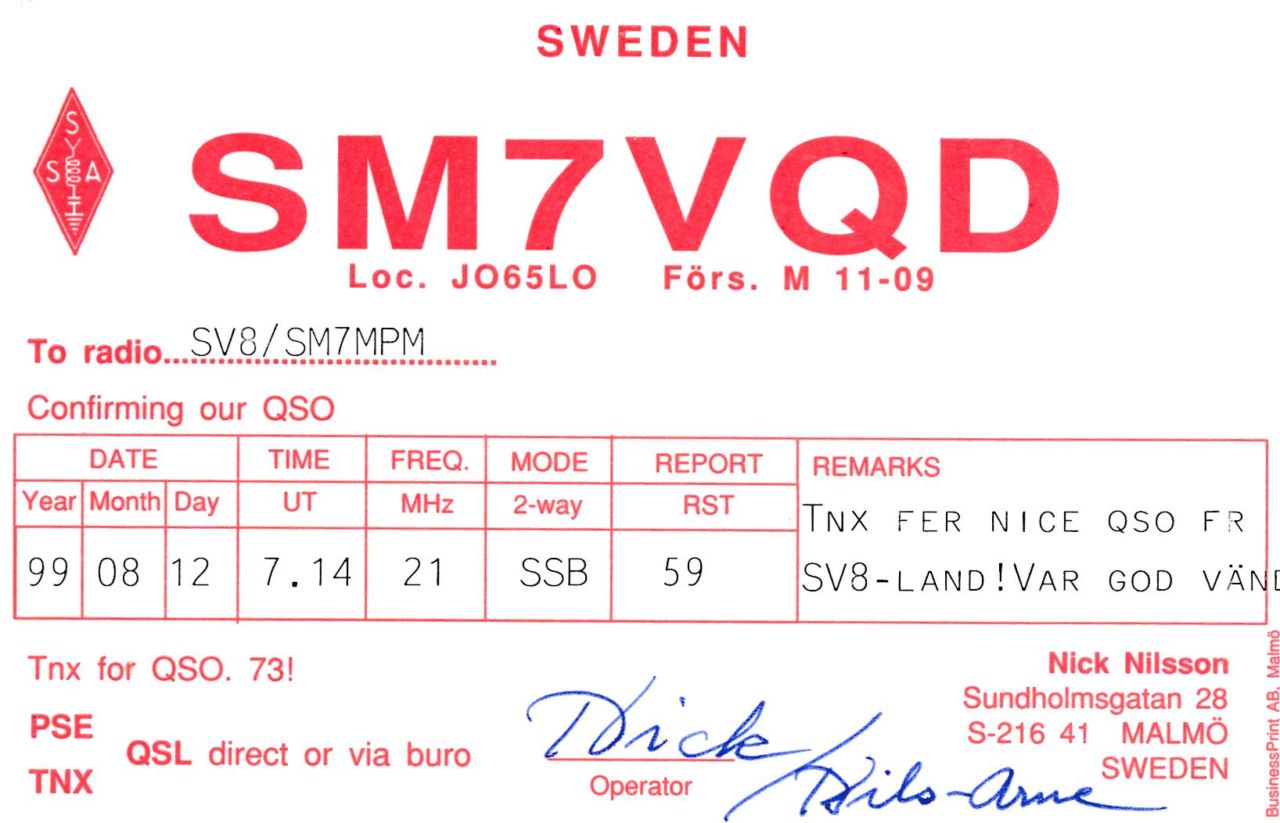 SWEDEN
SSA
SM7VQD
Loc. JO65LO Förs. M 11-09
To radio...SV8/SM7MPM
Confirming our QSO
DATE TIME FREQ. MODE REPORT REMARKS
Year Month Day UT MHz 2-way RST
TNX FER NICE QSO FR
99 08 12 7.14 21 SSB 59 SV8-LAND!VAR GOD VÄND
Tnx for QSO. 73!
PSE
TNX
QSL direct or via buro
Nick/Nils-Arne
Operator
Nick Nilsson
Sundholmsgatan 28
S-216 41 MALMÖ
SWEDEN
BusinessPrint AB, Malmö